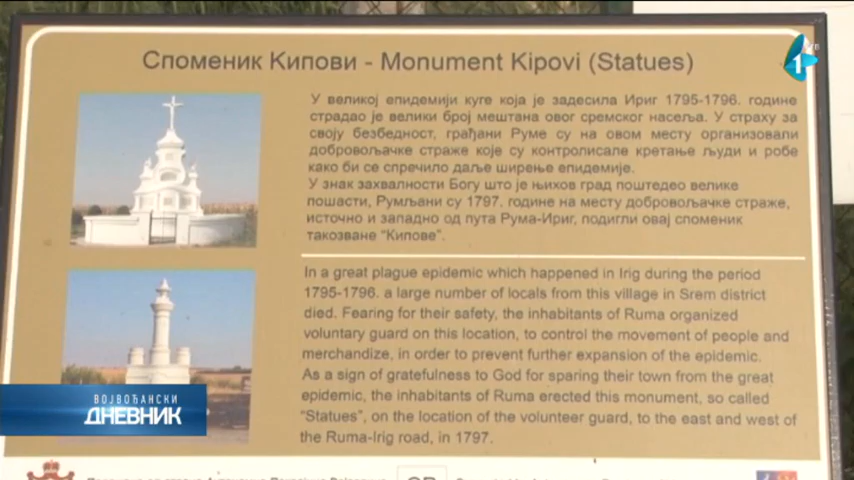 Споменик Кипови - Monument Kipovi (Statues)
1
У великој епидемији куге која је задесила Ириг 1795-1796. године
страдао је велики број мештана овог сремског насеља. У страху за
своју безбедност, грађани Руме су на овом месту организовали
добровољачке страже које су контролисале кретање људи и робе
како би се спречило даље ширење епидемије.
У знак захвалности Богу што је њихов град поштедео велике
пошасти, Румљани су 1797. године на месту добровољачке страже,
источно и западно од пута Рума-Ириг, подигли овај споменик
такозване “Кипове”.
In a great plague epidemic which happened in Irig during the period
1795-1796. a large number of locals from this village in Srem district
died. Fearing for their safety, the inhabitants of Ruma organized
voluntary guard on this location, to control the movement of people and
merchandize, in order to prevent further expansion of the epidemic.
As a sign of gratefulness to God for sparing their town from the great
epidemic, the inhabitants of Ruma erected this monument, so called
“Statues”, on the location of the volunteer guard, to the east and west of
the Ruma-Irig road, in 1797.
ВОЈВОЂАНСКИ
ДНЕВНИК